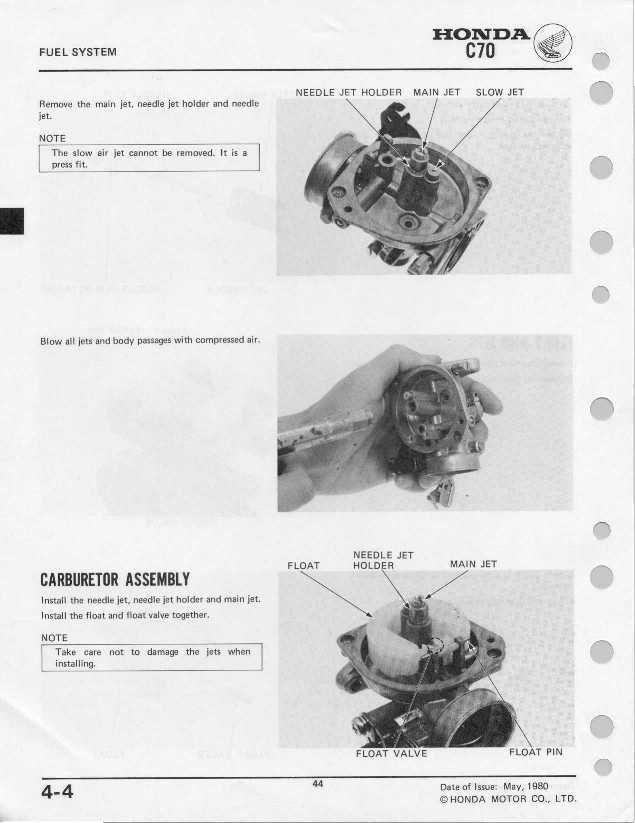 FUEL SYSTEM
HONDA
C70
Remove the main jet, needle jet holder and needle
jet.
NOTE
The slow air jet cannot be removed. It is a
press fit.
NEEDLE JET HOLDER MAIN JET SLOW JET
Blow all jets and body passages with compressed air.
CARBURETOR ASSEMBLY
Install the needle jet, needle jet holder and main jet.
Install the float and float valve together.
NOTE
Take care not to damage the jets when
installing.
FLOAT
NEEDLE JET
HOLDER
MAIN JET
FLOAT VALVE
FLOAT PIN
4-4
44
Date of Issue: May, 1980
© HONDA MOTOR CO., LTD.